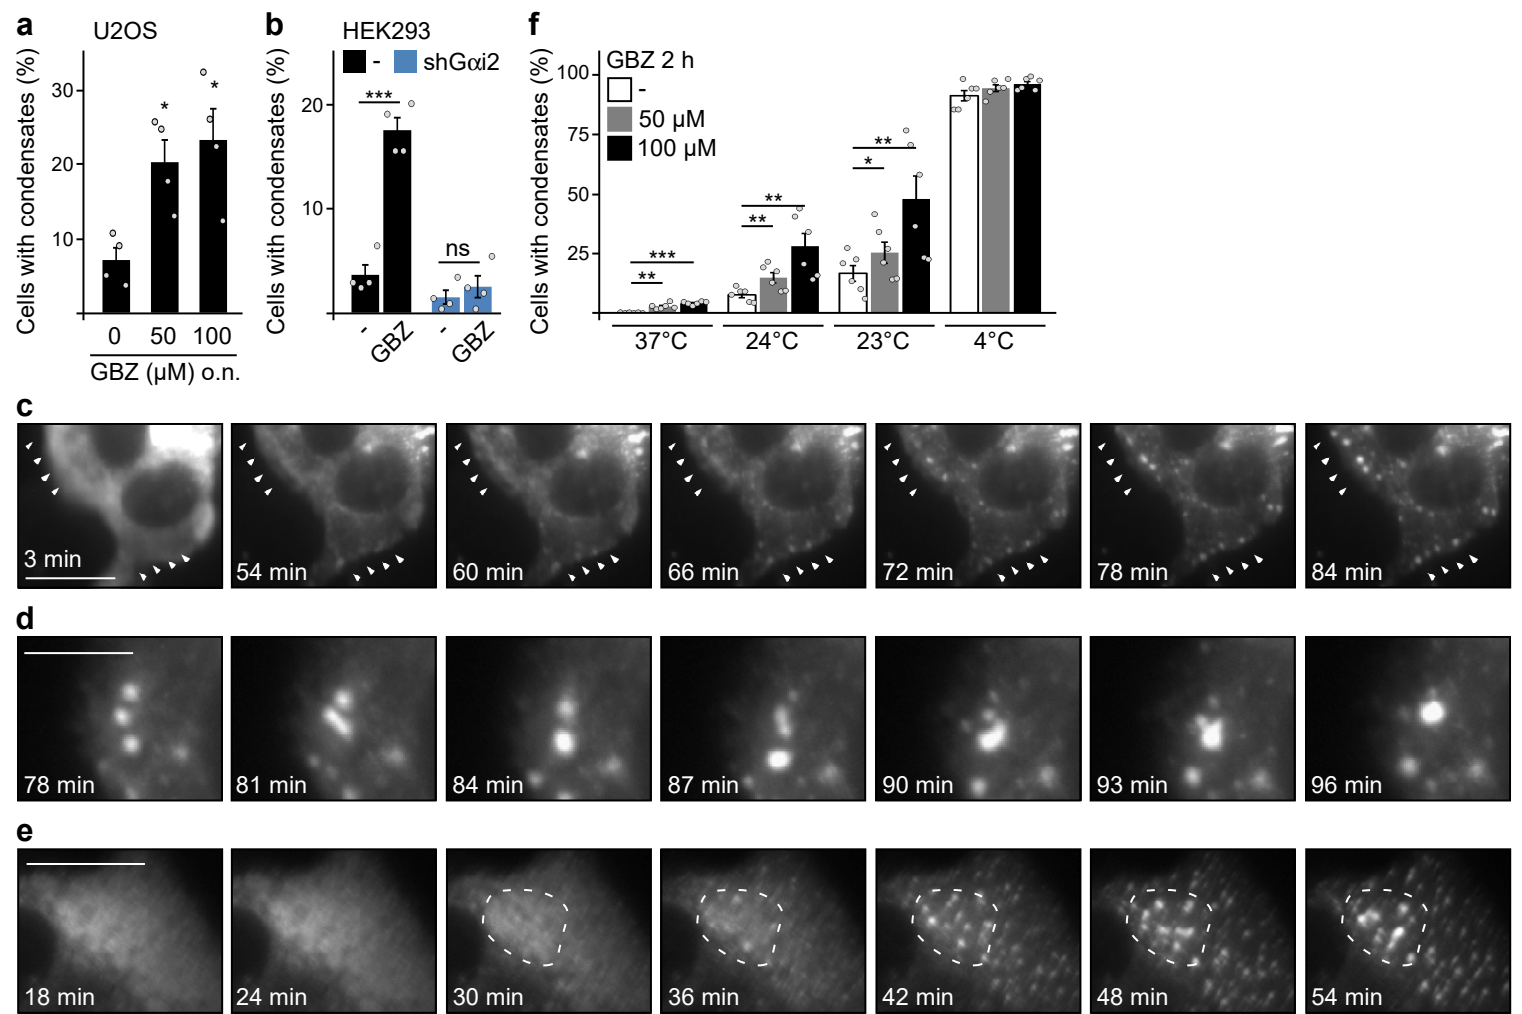 a
U2OS
Cells with condensates (%)
30
20
10
*
*
0 50 100
GBZ (µM) o.n.
b
HEK293
- shGαi2
Cells with condensates (%)
20
10
***
ns
- GBZ - GBZ
f
GBZ 2 h
-
50 µM
100 µM
Cells with condensates (%)
100
75
50
25
***
**
**
**
**
*
37°C 24°C 23°C 4°C
c
3 min 54 min 60 min 66 min 72 min 78 min 84 min
d
78 min 81 min 84 min 87 min 90 min 93 min 96 min
e
18 min 24 min 30 min 36 min 42 min 48 min 54 min